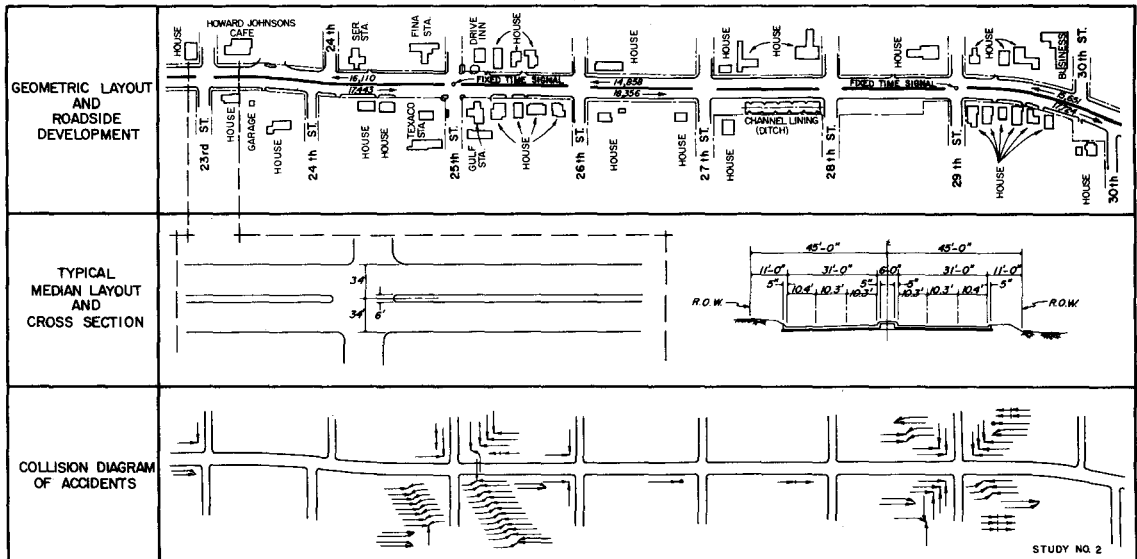 GEOMETRIC LAYOUT
AND
ROADSIDE
DEVELOPMENT
HOUSE
HOWARD JOHNSONS
CAFE
24th
SER.
STA.
FINA
STA.
DRIVE
INN
HOUSE
HOUSE
HOUSE
HOUSE
HOUSE
HOUSE
BUSINESS
30th ST.
16,110
17,443
FIXED TIME SIGNAL
14,858
18,356
FIXED TIME SIGNAL
23rd ST.
HOUSE
GARAGE
HOUSE
24th ST.
HOUSE
HOUSE
TEXACO
STA.
25th ST.
GULF
STA.
HOUSE
26th ST.
HOUSE
HOUSE
27th ST.
HOUSE
CHANNEL LINING
(DITCH)
28th ST.
29th ST.
HOUSE
HOUSE
30th
TYPICAL
MEDIAN LAYOUT
AND
CROSS SECTION
34'
34'
6'
45'-0" 45'-0"
11'-0" 31'-0" 6'-0" 31'-0" 11'-0"
5" 5" 5" 5"
10.4' 10.3' 10.3' 10.3' 10.3' 10.4'
R.O.W. R.O.W.
COLLISION DIAGRAM
OF ACCIDENTS
STUDY NO. 2